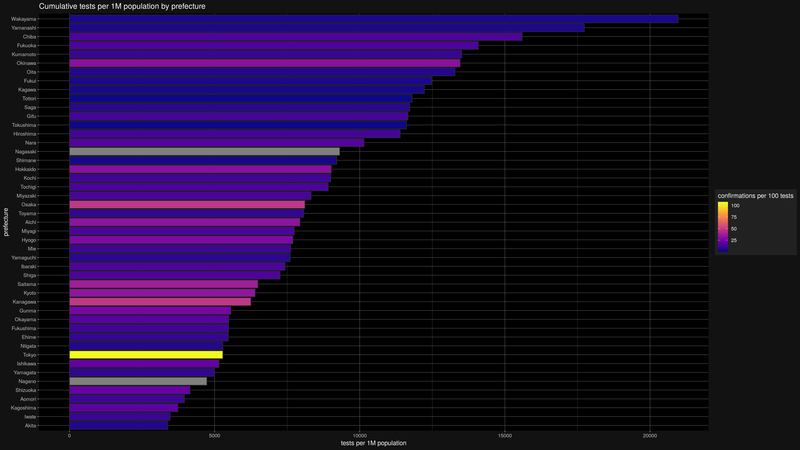 Cumulative tests per 1M population by prefecture
Wakayama
Yamanashi
Chiba
Fukuoka
Kumamoto
Okinawa
Oita
Fukui
Kagawa
Tottori
Saga
Gifu
Tokushima
Hiroshima
Nara
Nagasaki
Shimane
Hokkaido
Kochi
Tochigi
Miyazaki
Osaka
Toyama
Aichi
Miyagi
Hyogo
Mie
Yamaguchi
Ibaraki
Shiga
Saitama
Kyoto
Kanagawa
Gunma
Okayama
Fukushima
Ehime
Niigata
Tokyo
Ishikawa
Yamagata
Nagano
Shizuoka
Aomori
Kagoshima
Iwate
Akita
prefecture
0 5000 10000 15000 20000
tests per 1M population
confirmations per 100 tests
100
75
50
25